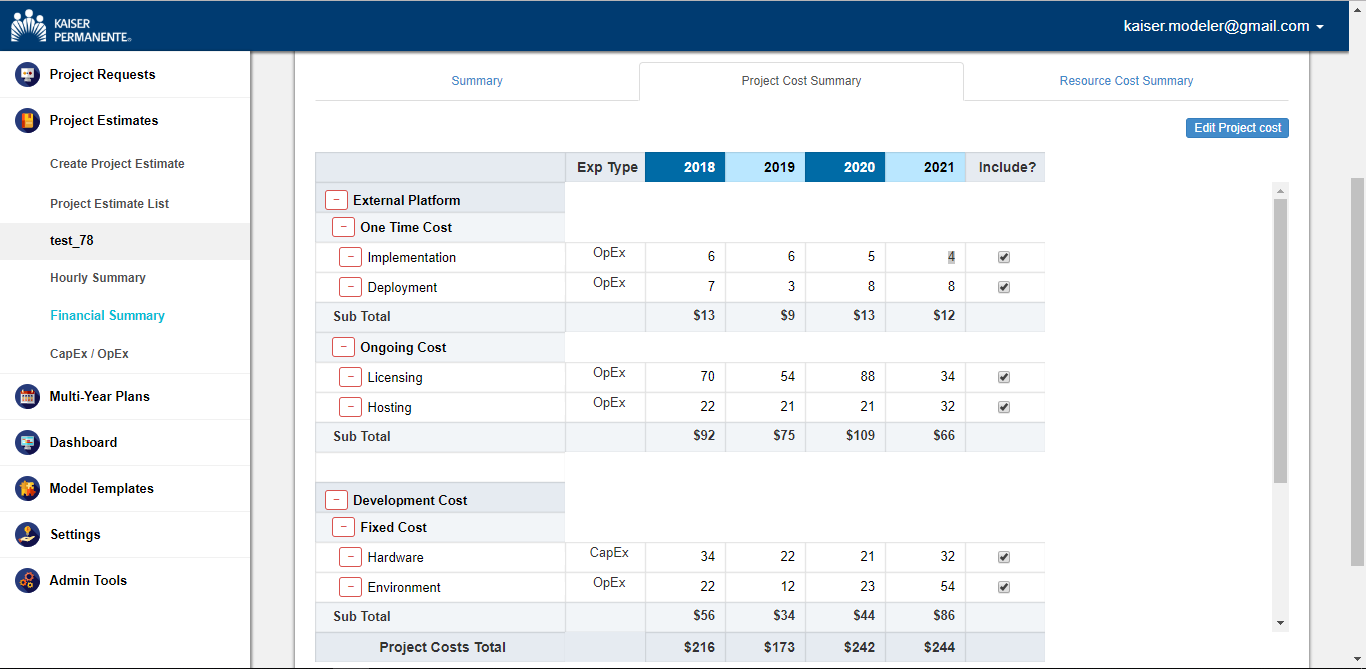 KAISER
PERMANENTE®
kaiser.modeler@gmail.com
Project Requests
Project Estimates
Create Project Estimate
Project Estimate List
test_78
Hourly Summary
Financial Summary
CapEx / OpEx
Multi-Year Plans
Dashboard
Model Templates
Settings
Admin Tools
Summary Project Cost Summary Resource Cost Summary
Edit Project cost
Exp Type 2018 2019 2020 2021 Include?
External Platform
One Time Cost
Implementation OpEx 6 6 5 4
Deployment OpEx 7 3 8 8
Sub Total $13 $9 $13 $12
Ongoing Cost
Licensing OpEx 70 54 88 34
Hosting OpEx 22 21 21 32
Sub Total $92 $75 $109 $66
Development Cost
Fixed Cost
Hardware CapEx 34 22 21 32
Environment OpEx 22 12 23 54
Sub Total $56 $34 $44 $86
Project Costs Total $216 $173 $242 $244